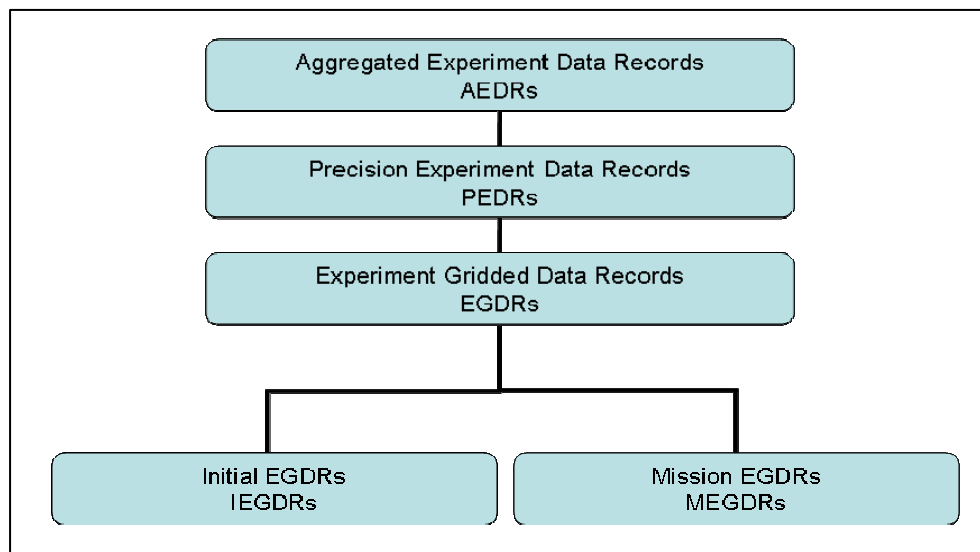 Aggregated Experiment Data Records
AEDRs
Precision Experiment Data Records
PEDRs
Experiment Gridded Data Records
EGDRs
Initial EGDRs
IEGDRs
Mission EGDRs
MEGDRs